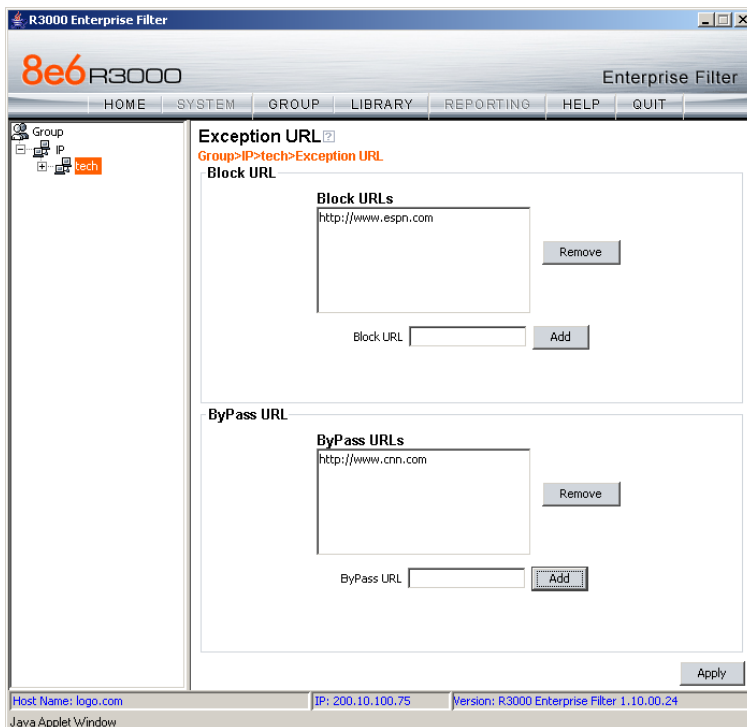 R3000 Enterprise Filter
8e6 R3000
Enterprise Filter
HOME SYSTEM GROUP LIBRARY REPORTING HELP QUIT
Group
IP
tech
Exception URL ?
Group>IP>tech>Exception URL
Block URL
Block URLs
http://www.espn.com
Remove
Block URL
Add
ByPass URL
ByPass URLs
http://www.cnn.com
Remove
ByPass URL
Add
Apply
Host Name: logo.com
IP: 200.10.100.75
Version: R3000 Enterprise Filter 1.10.00.24
Java Applet Window